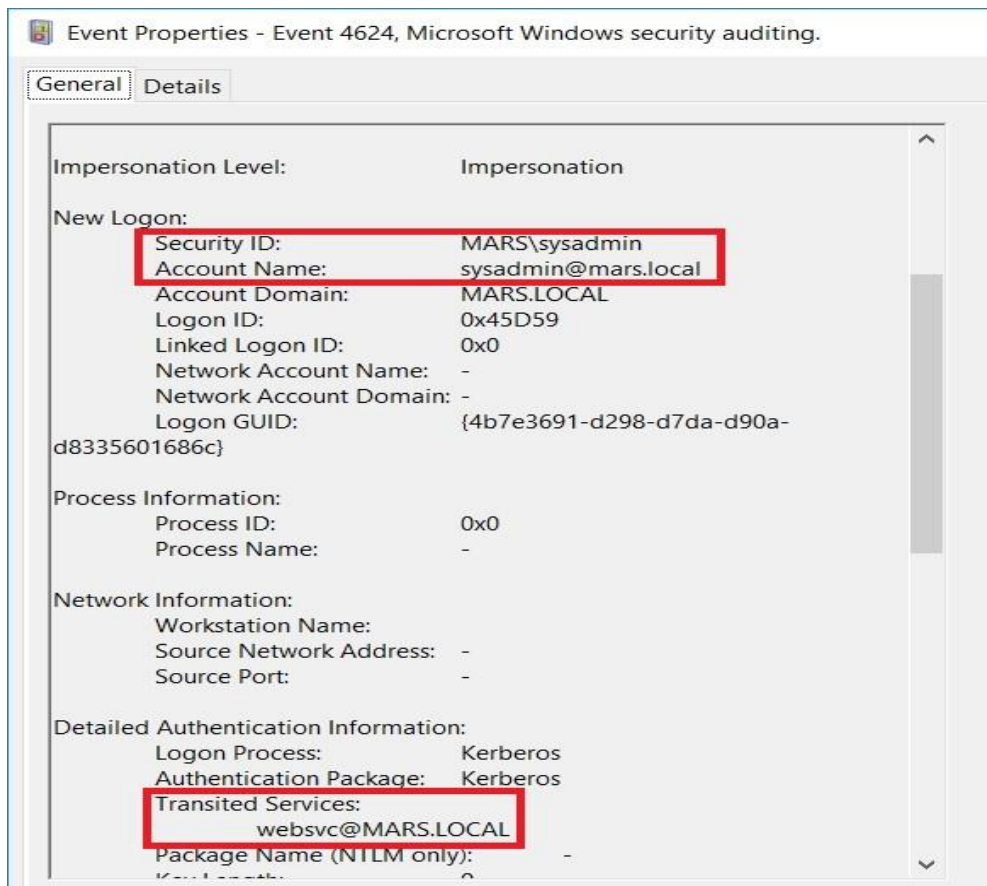 Event Properties - Event 4624, Microsoft Windows security auditing.
General Details
Impersonation Level: Impersonation
New Logon:
Security ID: MARS\sysadmin
Account Name: sysadmin@mars.local
Account Domain: MARS.LOCAL
Logon ID: 0x45D59
Linked Logon ID: 0x0
Network Account Name: -
Network Account Domain: -
Logon GUID: {4b7e3691-d298-d7da-d90a-
d8335601686c}
Process Information:
Process ID: 0x0
Process Name: -
Network Information:
Workstation Name:
Source Network Address: -
Source Port: -
Detailed Authentication Information:
Logon Process: Kerberos
Authentication Package: Kerberos
Transited Services:
websvc@MARS.LOCAL
Package Name (NTLM only): -